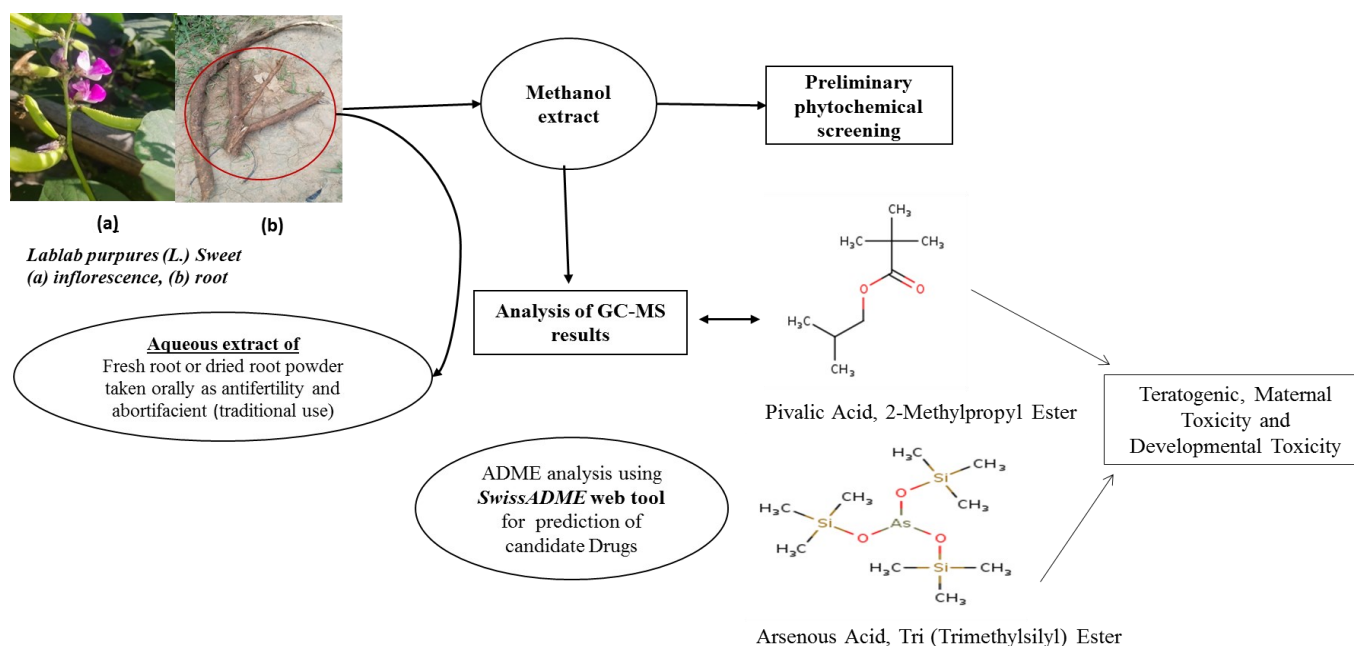 (a)
(b)
Lablab purpures (L.) Sweet
(a) inflorescence, (b) root
Aqueous extract of
Fresh root or dried root powder
taken orally as antifertility and
abortifacient (traditional use)
Methanol
extract
Preliminary
phytochemical
screening
Analysis of GC-MS
results
ADME analysis using
SwissADME web tool
for prediction of
candidate Drugs
CH₃
H₃C
CH₃
O
O
H₃C
CH₃
Pivalic Acid, 2-Methylpropyl Ester
CH₃
H₃C
CH₃
Si
CH₃
O
H₃C
CH₃
Si
As
H₃C
O
O
H₃C
Si
CH₃
CH₃
Arsenous Acid, Tri (Trimethylsilyl) Ester
Teratogenic, Maternal
Toxicity and
Developmental Toxicity